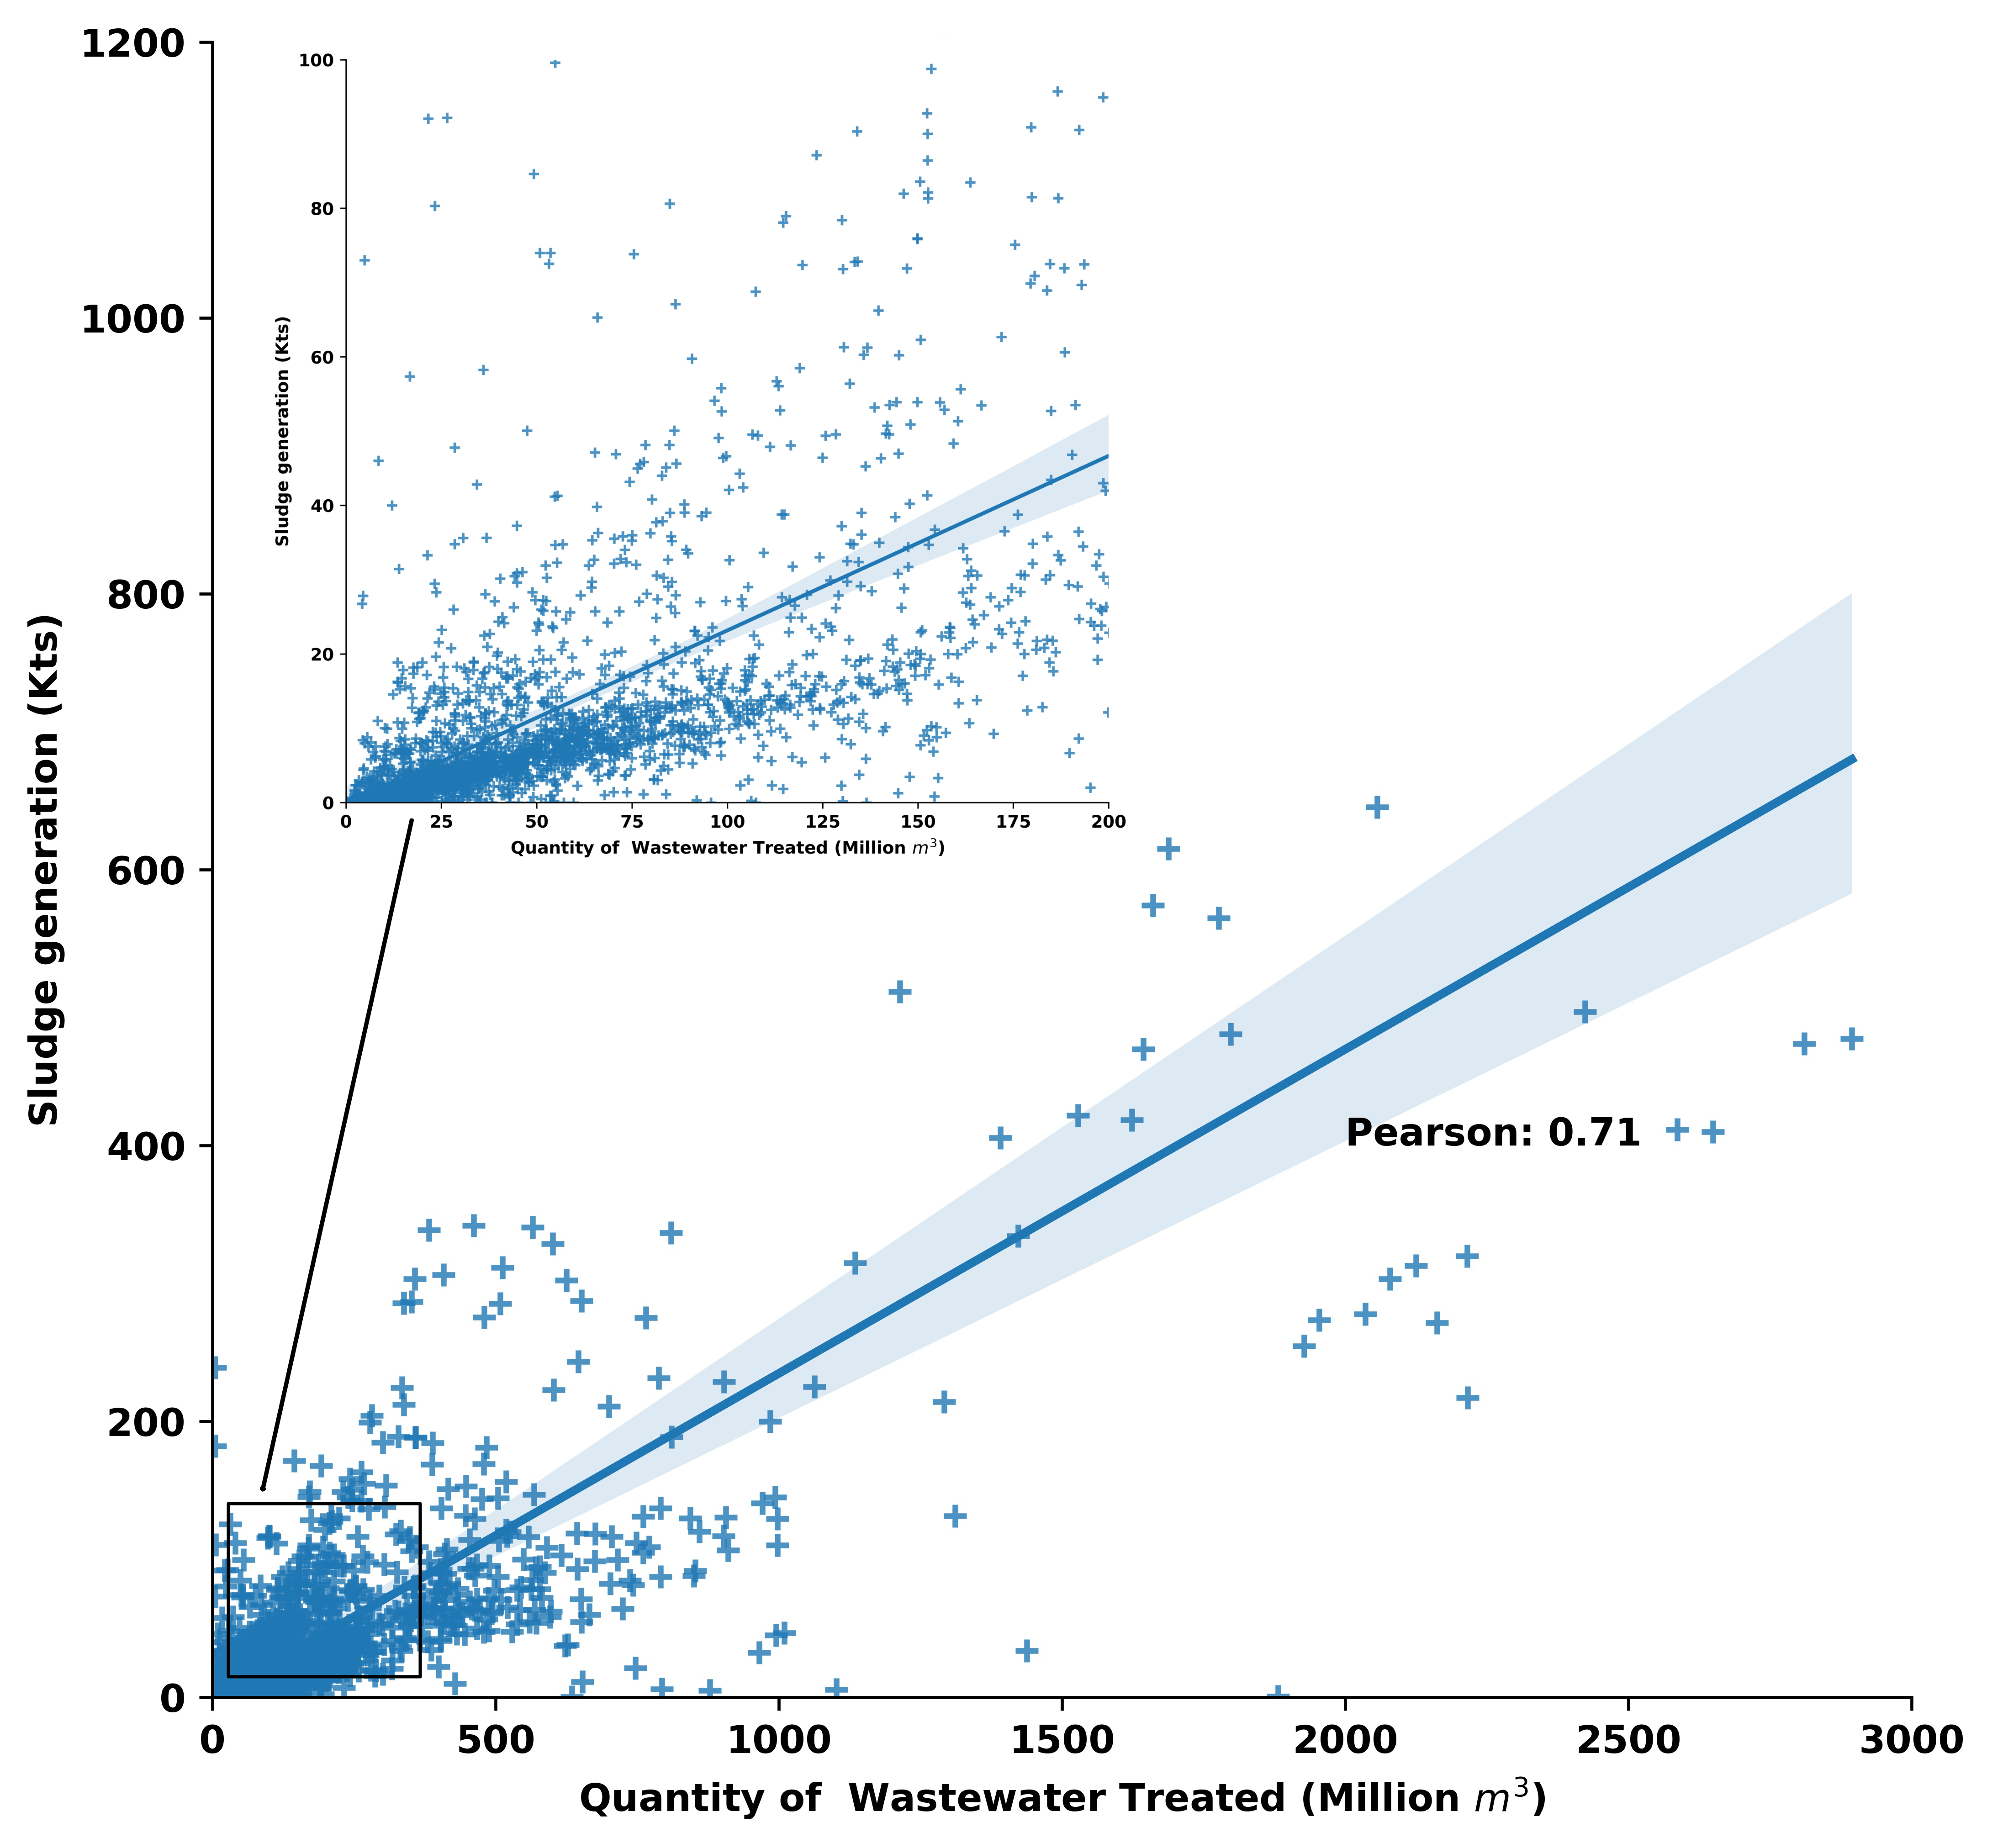 1200
1000
800
600
400
200
0
Sludge generation (Kts)
100
80
60
40
20
0
Sludge generation (Kts)
0 25 50 75 100 125 150 175 200
Quantity of  Wastewater Treated (Million m³)
Pearson: 0.71
0 500 1000 1500 2000 2500 3000
Quantity of  Wastewater Treated (Million m³)